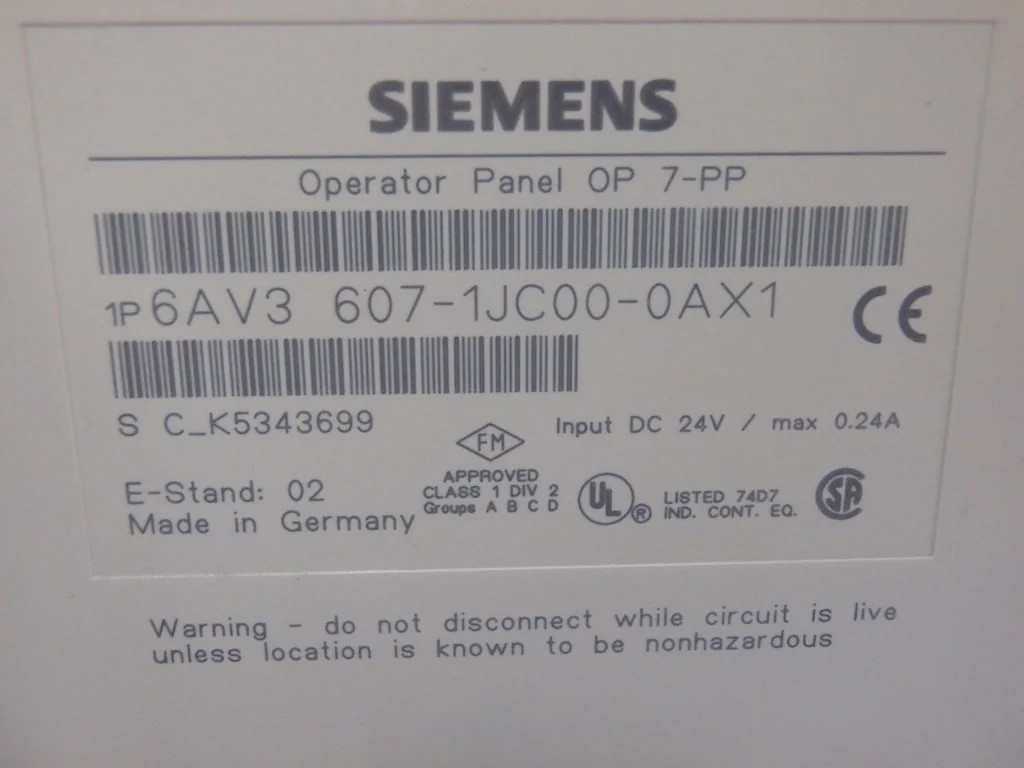 SIEMENS
Operator Panel OP 7-PP
1P 6AV3 607-1JC00-0AX1
CE
S C_K5343699
Input DC 24V / max 0.24A
FM
APPROVED
CLASS 1 DIV 2
Groups A B C D
UL ®
LISTED 74D7
IND. CONT. EQ.
SA
E-Stand: 02
Made in Germany
Warning - do not disconnect while circuit is live
unless location is known to be nonhazardous